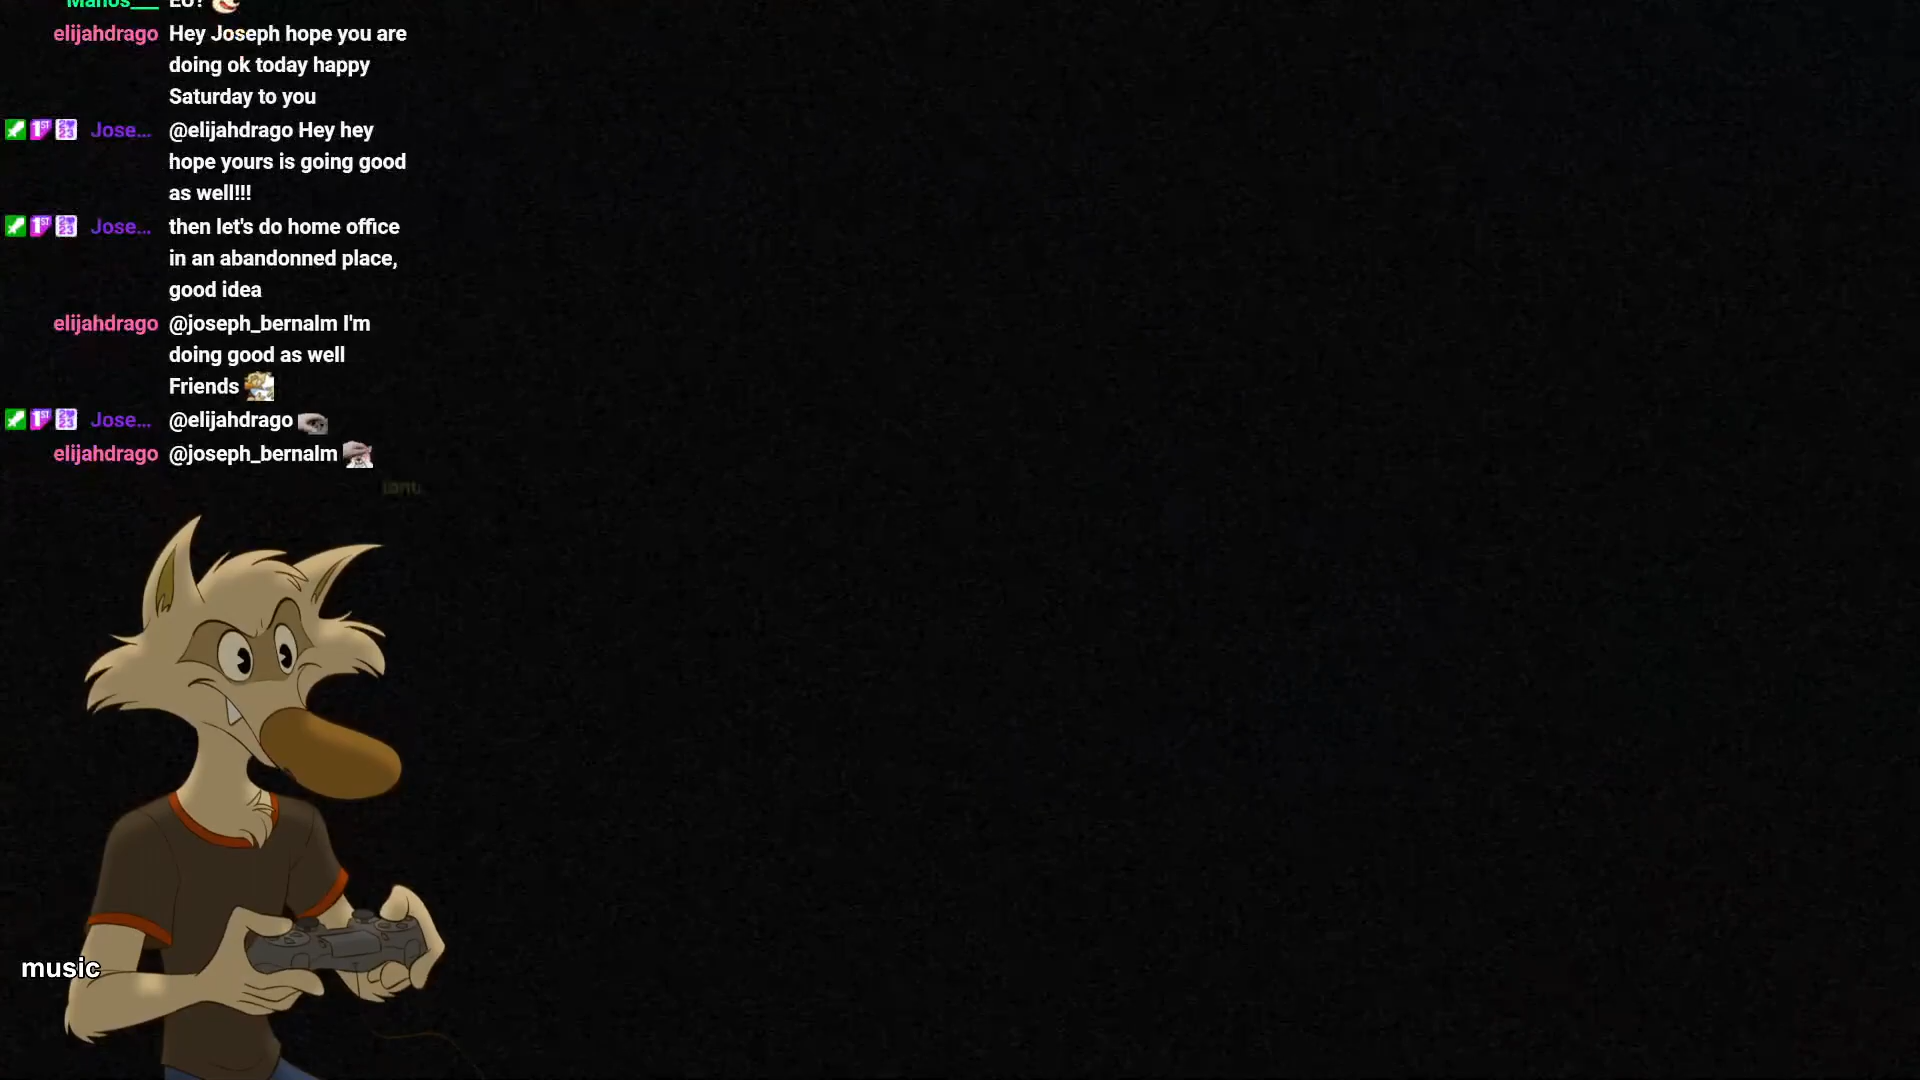 Manos___ EU?
elijahdrago Hey Joseph hope you are
doing ok today happy
Saturday to you
Jose... @elijahdrago Hey hey
hope yours is going good
as well!!!
Jose... then let's do home office
in an abandonned place,
good idea
elijahdrago @joseph_bernalm I'm
doing good as well
Friends
Jose... @elijahdrago
elijahdrago @joseph_bernalm
music